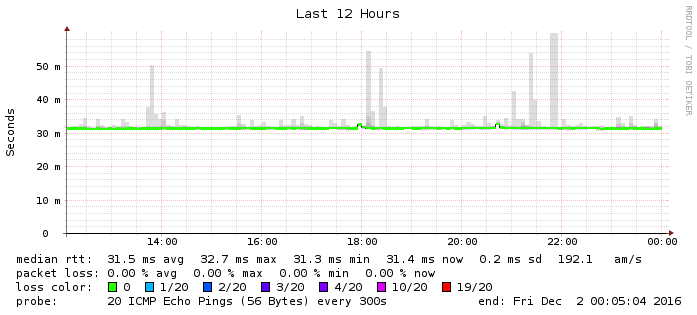 Last 12 Hours
RRDTOOL / TOBI OETIKER
Seconds
50 m
40 m
30 m
20 m
10 m
0
14:00 16:00 18:00 20:00 22:00 00:00
median rtt: 31.5 ms avg 32.7 ms max 31.3 ms min 31.4 ms now 0.2 ms sd 192.1 am/s
packet loss: 0.00 % avg 0.00 % max 0.00 % min 0.00 % now
loss color: 0 1/20 2/20 3/20 4/20 10/20 19/20
probe: 20 ICMP Echo Pings (56 Bytes) every 300s end: Fri Dec 2 00:05:04 2016